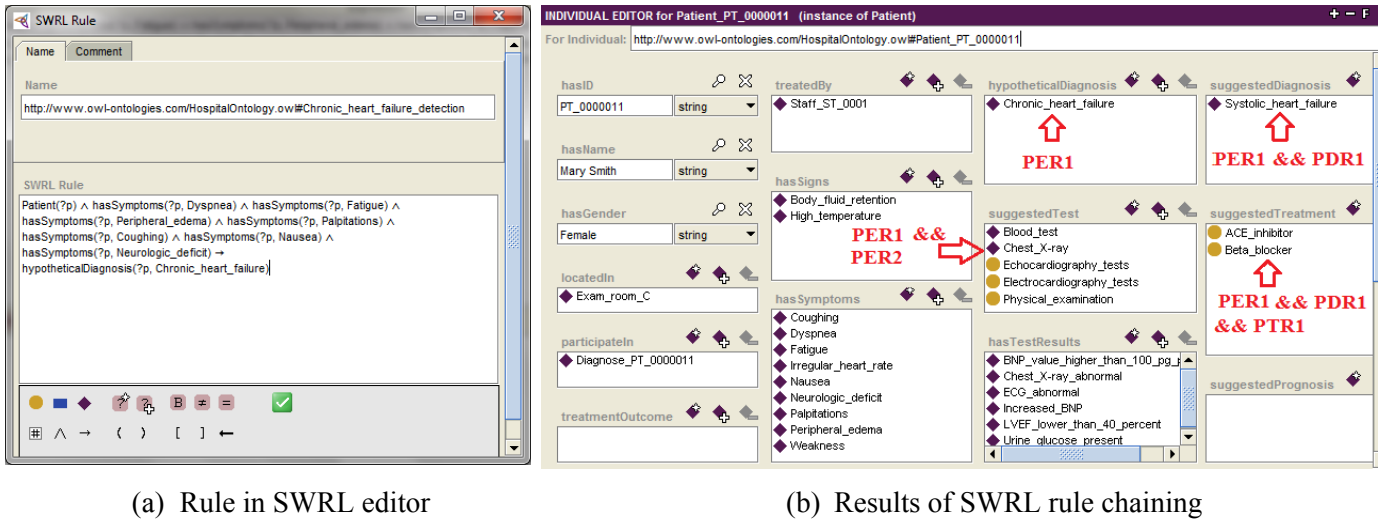 SWRL Rule
Name Comment
Name
http://www.owl-ontologies.com/HospitalOntology.owl#Chronic_heart_failure_detection
SWRL Rule
Patient(?p) ∧ hasSymptoms(?p, Dyspnea) ∧ hasSymptoms(?p, Fatigue) ∧
hasSymptoms(?p, Peripheral_edema) ∧ hasSymptoms(?p, Palpitations) ∧
hasSymptoms(?p, Coughing) ∧ hasSymptoms(?p, Nausea) ∧
hasSymptoms(?p, Neurologic_deficit) →
hypotheticalDiagnosis(?p, Chronic_heart_failure)
? ? B ≠ =
∧ → ( ) [ ] ←
(a) Rule in SWRL editor
INDIVIDUAL EDITOR for Patient_PT_0000011 (instance of Patient) + − F
For Individual: http://www.owl-ontologies.com/HospitalOntology.owl#Patient_PT_0000011
hasID
PT_0000011 string
hasName
Mary Smith string
hasGender
Female string
locatedIn
Exam_room_C
participateIn
Diagnose_PT_0000011
treatmentOutcome
treatedBy
Staff_ST_0001
hasSigns
Body_fluid_retention
High_temperature
PER1 &&
PER2
hasSymptoms
Coughing
Dyspnea
Fatigue
Irregular_heart_rate
Nausea
Neurologic_deficit
Palpitations
Peripheral_edema
Weakness
hypotheticalDiagnosis
Chronic_heart_failure
PER1
suggestedTest
Blood_test
Chest_X-ray
Echocardiography_tests
Electrocardiography_tests
Physical_examination
hasTestResults
BNP_value_higher_than_100_pg_
Chest_X-ray_abnormal
ECG_abnormal
Increased_BNP
LVEF_lower_than_40_percent
Urine_glucose_present
suggestedDiagnosis
Systolic_heart_failure
PER1 && PDR1
suggestedTreatment
ACE_inhibitor
Beta_blocker
PER1 && PDR1
&& PTR1
suggestedPrognosis
(b) Results of SWRL rule chaining